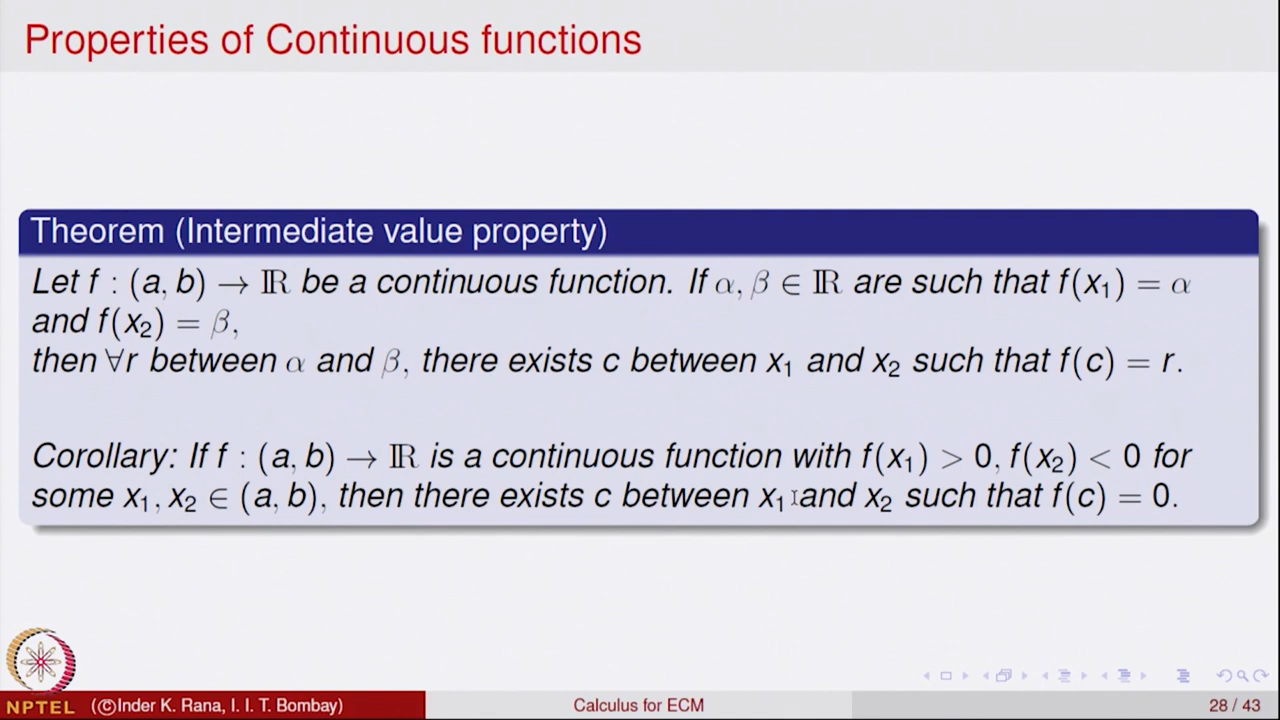 Properties of Continuous functions
Theorem (Intermediate value property)
Let f : (a, b) → ℝ be a continuous function. If α, β ∈ ℝ are such that f(x₁) = α
and f(x₂) = β,
then ∀r between α and β, there exists c between x₁ and x₂ such that f(c) = r.
Corollary: If f : (a, b) → ℝ is a continuous function with f(x₁) > 0, f(x₂) < 0 for
some x₁, x₂ ∈ (a, b), then there exists c between x₁ and x₂ such that f(c) = 0.
NPTEL (©Inder K. Rana, I. I. T. Bombay) Calculus for ECM 28 / 43